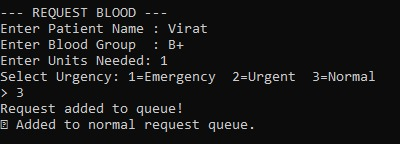 --- REQUEST BLOOD ---
Enter Patient Name : Virat
Enter Blood Group  : B+
Enter Units Needed: 1
Select Urgency: 1=Emergency  2=Urgent  3=Normal
> 3
Request added to queue!
Added to normal request queue.